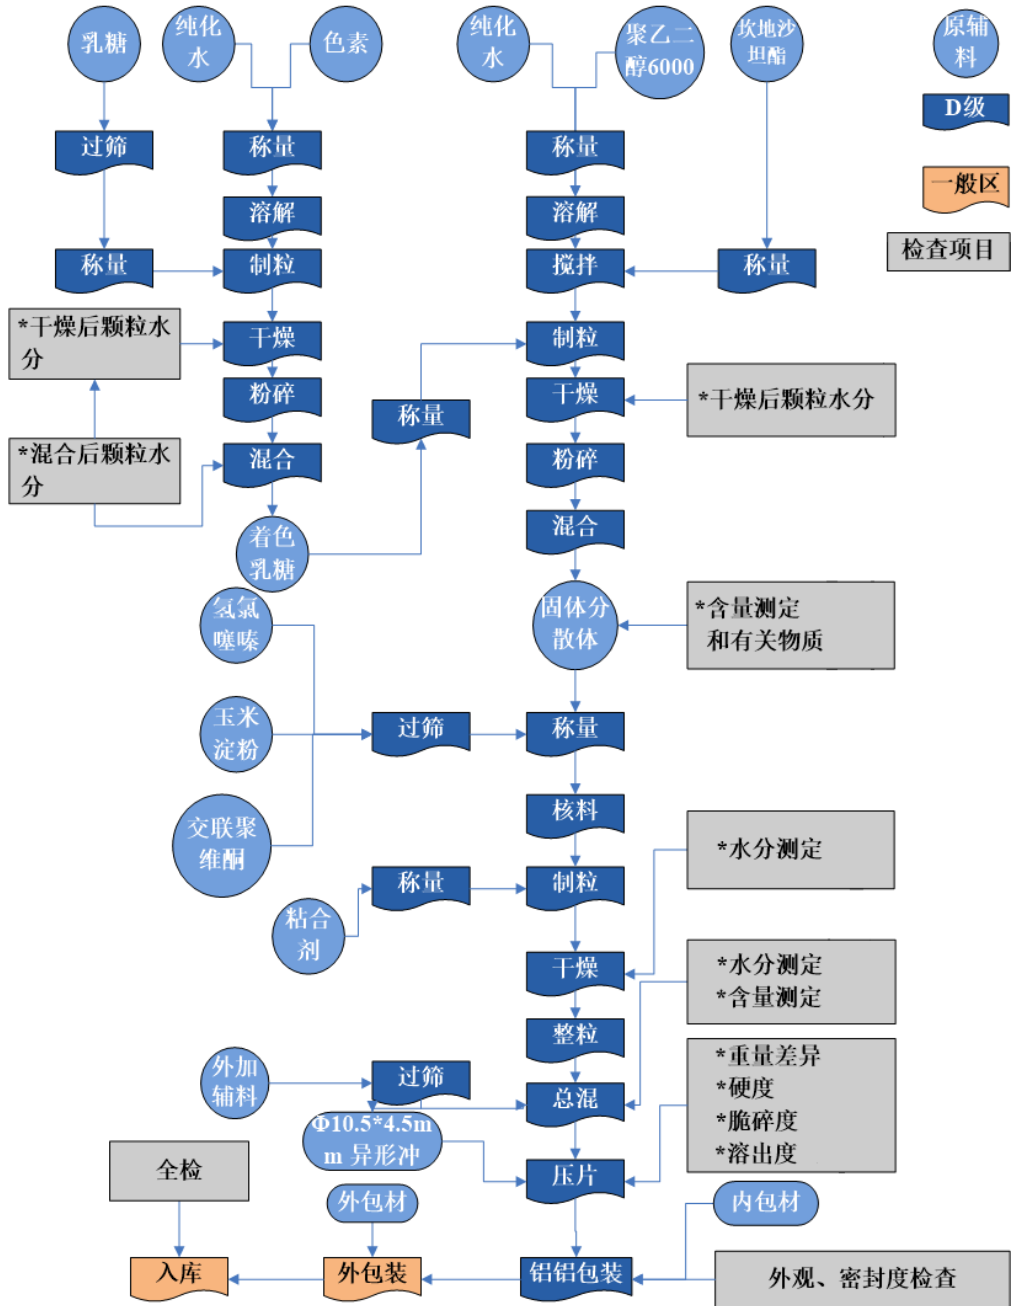 乳糖
纯化
水
色素
纯化
水
聚乙二
醇6000
坎地沙
坦酯
原辅
料
D级
过筛
称量
称量
一般区
溶解
溶解
检查项目
称量
制粒
搅拌
称量
*干燥后颗粒水
分
干燥
制粒
粉碎
称量
干燥
*干燥后颗粒水分
*混合后颗粒水
分
混合
粉碎
着色
乳糖
混合
氢氯
噻嗪
固体分
散体
*含量测定
和有关物质
玉米
淀粉
过筛
称量
核料
交联聚
维酮
*水分测定
称量
制粒
粘合
剂
干燥
*水分测定
*含量测定
整粒
外加
辅料
过筛
总混
*重量差异
*硬度
*脆碎度
*溶出度
Φ10.5*4.5m
m 异形冲
全检
压片
外包材
内包材
入库
外包装
铝铝包装
外观、密封度检查